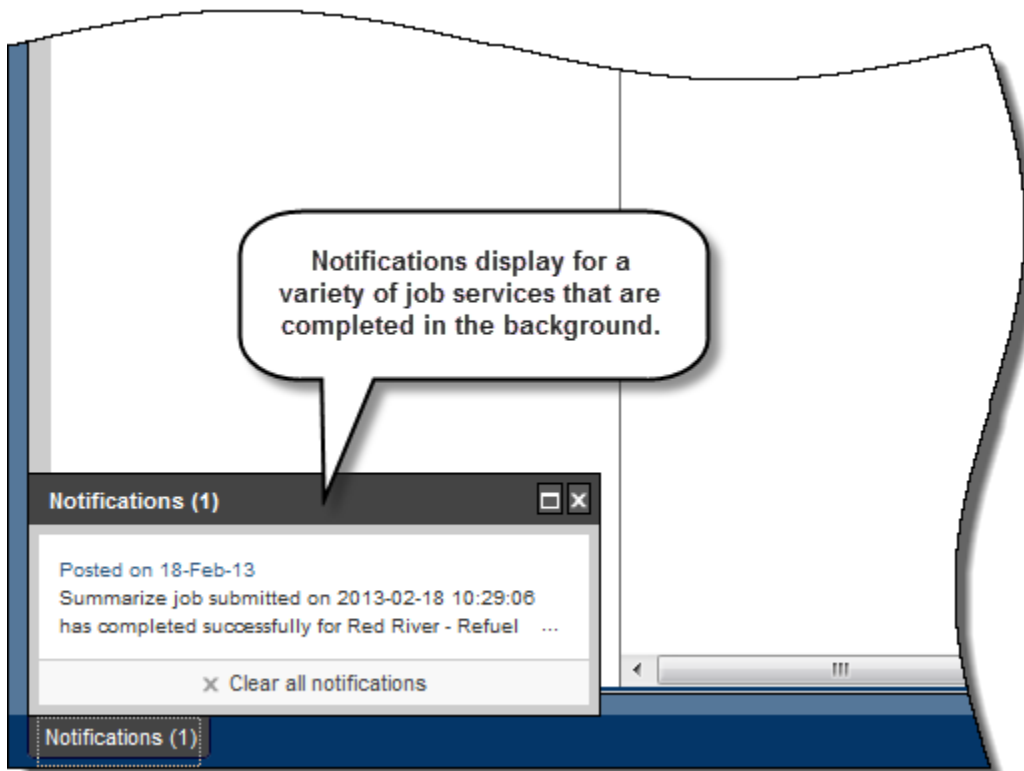 Notifications display for a
variety of job services that are
completed in the background.
Notifications (1)
Posted on 18-Feb-13
Summarize job submitted on 2013-02-18 10:29:06
has completed successfully for Red River - Refuel ...
Clear all notifications
Notifications (1)